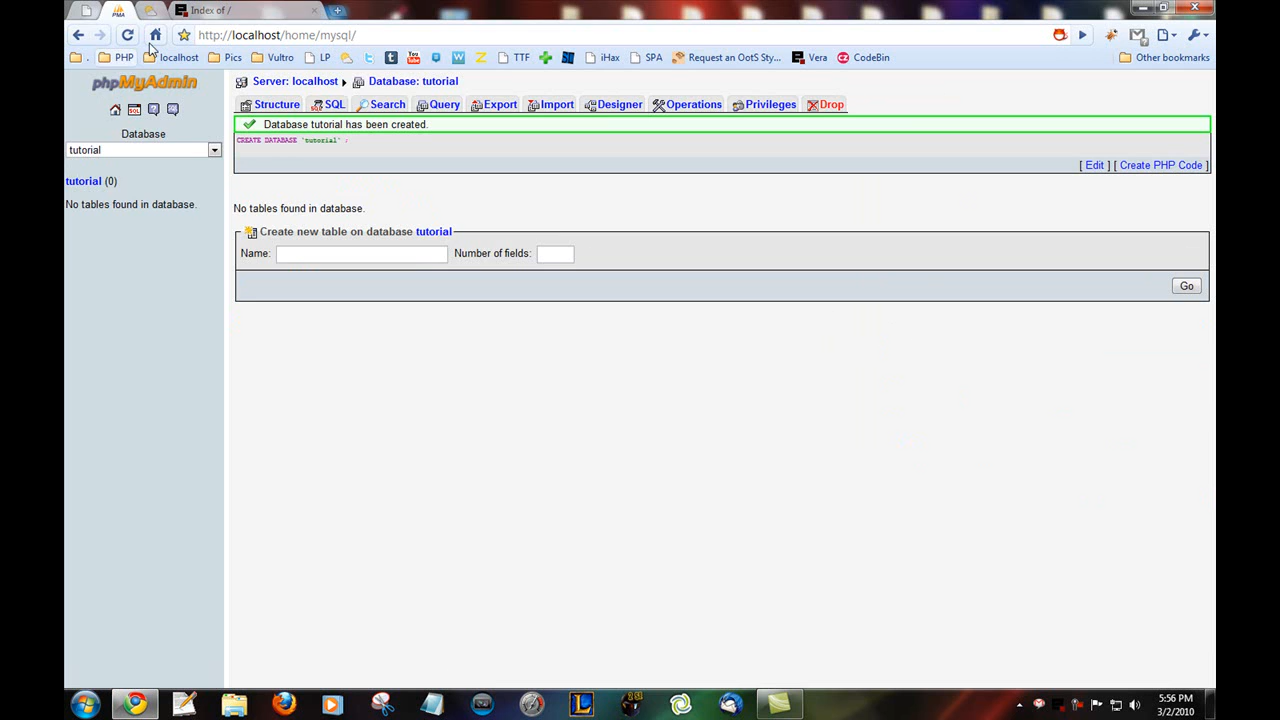 PMA
Index of /
http://localhost/home/mysql/
. PHP localhost Pics Vultro LP TTF iHax SPA Request an OotS Sty... Vera CodeBin Other bookmarks
phpMyAdmin
Server: localhost Database: tutorial
Structure SQL Search Query Export Import Designer Operations Privileges Drop
Database
tutorial
Database tutorial has been created.
CREATE DATABASE `tutorial` ;
[ Edit ] [ Create PHP Code ]
tutorial (0)
No tables found in database.
No tables found in database.
Create new table on database tutorial
Name: Number of fields:
Go
5:56 PM
3/2/2010